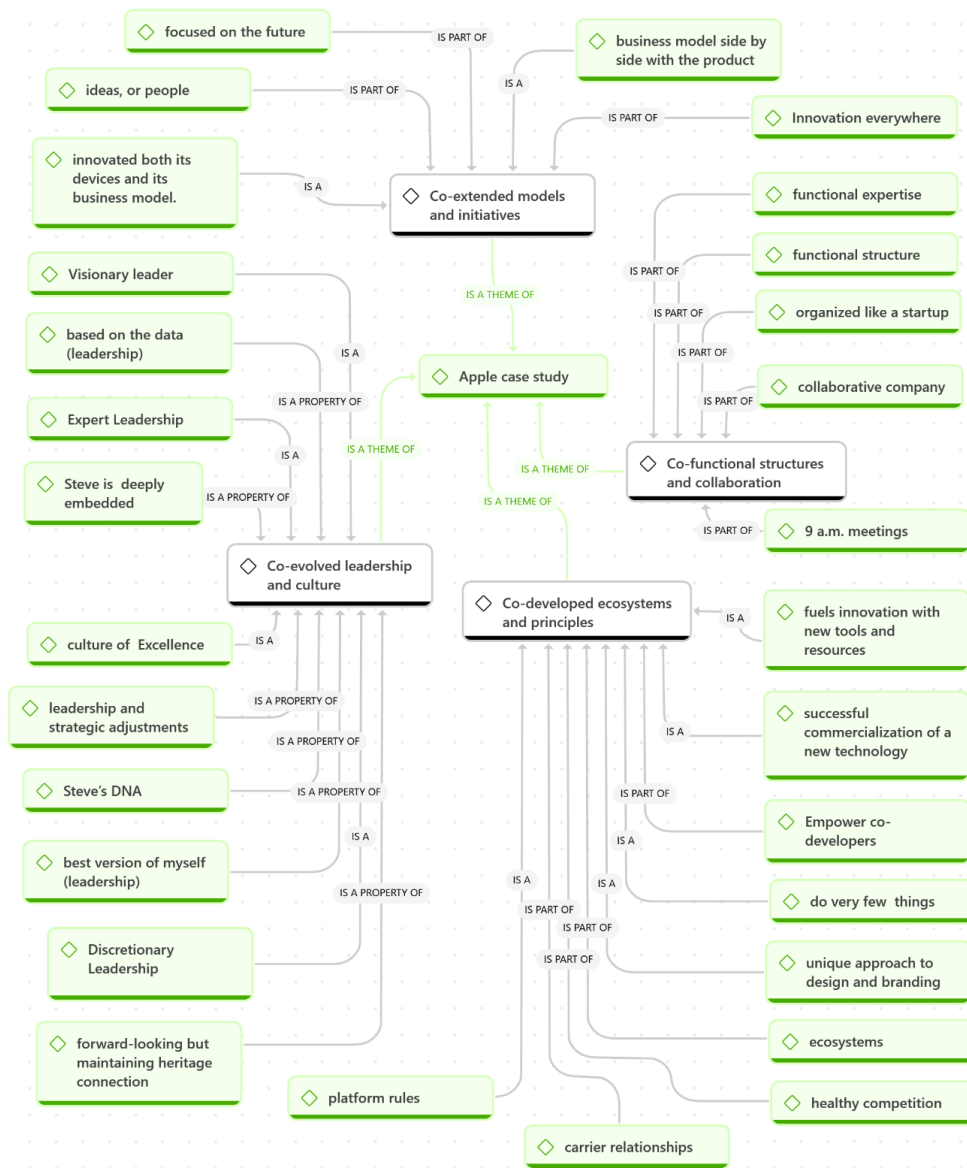 focused on the future
IS PART OF
business model side by
side with the product
IS A
ideas, or people
IS PART OF
IS PART OF
Innovation everywhere
innovated both its
devices and its
business model.
IS A
Co-extended models
and initiatives
functional expertise
IS PART OF
functional structure
IS PART OF
organized like a startup
IS PART OF
collaborative company
IS PART OF
Visionary leader
IS A
IS A THEME OF
based on the data
(leadership)
IS A PROPERTY OF
Apple case study
Expert Leadership
IS A
IS A THEME OF
Steve is  deeply
embedded
IS A PROPERTY OF
IS A THEME OF
IS A THEME OF
Co-functional structures
and collaboration
IS PART OF
9 a.m. meetings
Co-evolved leadership
and culture
Co-developed ecosystems
and principles
IS A
fuels innovation with
new tools and
resources
culture of  Excellence
IS A
leadership and
strategic adjustments
IS A PROPERTY OF
IS A PROPERTY OF
successful
commercialization of a
new technology
IS A
Steve’s DNA
IS A PROPERTY OF
IS PART OF
Empower co-
developers
IS A
IS A
best version of myself
(leadership)
IS A PROPERTY OF
IS A
IS A
do very few  things
IS PART OF
IS PART OF
IS PART OF
Discretionary
Leadership
unique approach to
design and branding
forward-looking but
maintaining heritage
connection
ecosystems
platform rules
healthy competition
carrier relationships